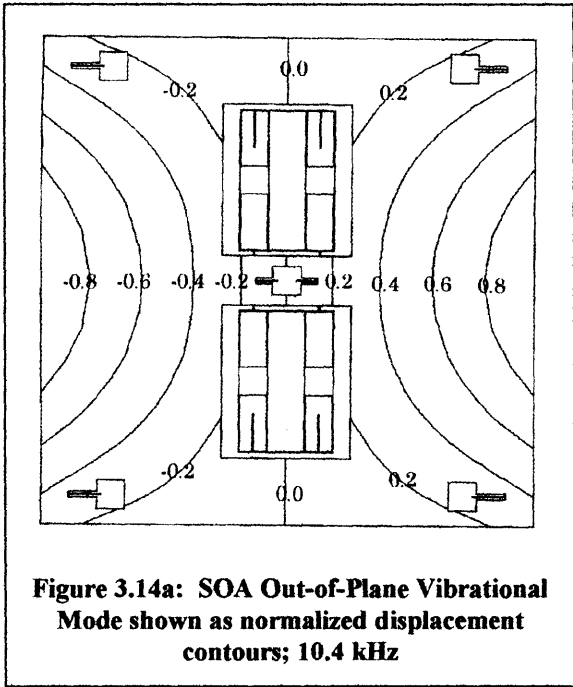 0.0
-0.2 0.2
-0.8 -0.6 -0.4 -0.2 0.2 0.4 0.6 0.8
-0.2 0.2
0.0
Figure 3.14a: SOA Out-of-Plane Vibrational
Mode shown as normalized displacement
contours; 10.4 kHz